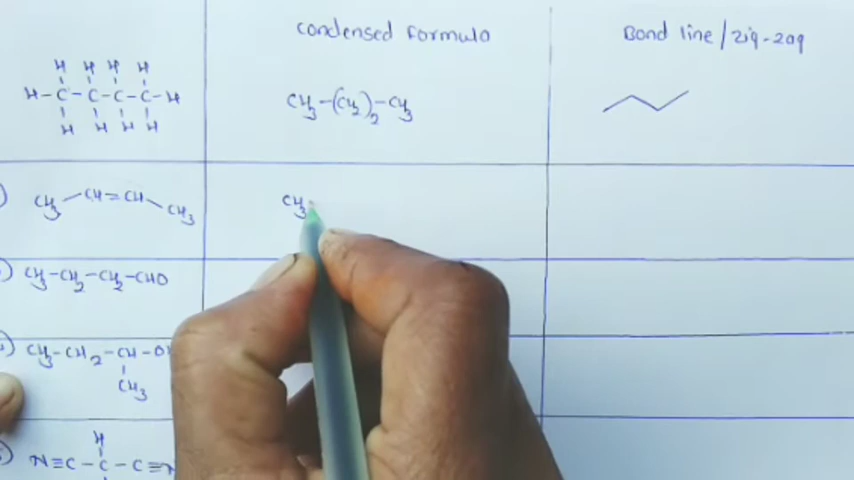 condensed formula
Bond line / zig-zag
H H H H
H-C-C-C-C-H
H H H H
CH3-(CH2)2-CH3
) CH3-CH=CH-CH3
CH3
) CH3-CH2-CH2-CHO
) CH3-CH2-CH-O
CH3
H
) N≡C-C-C≡N